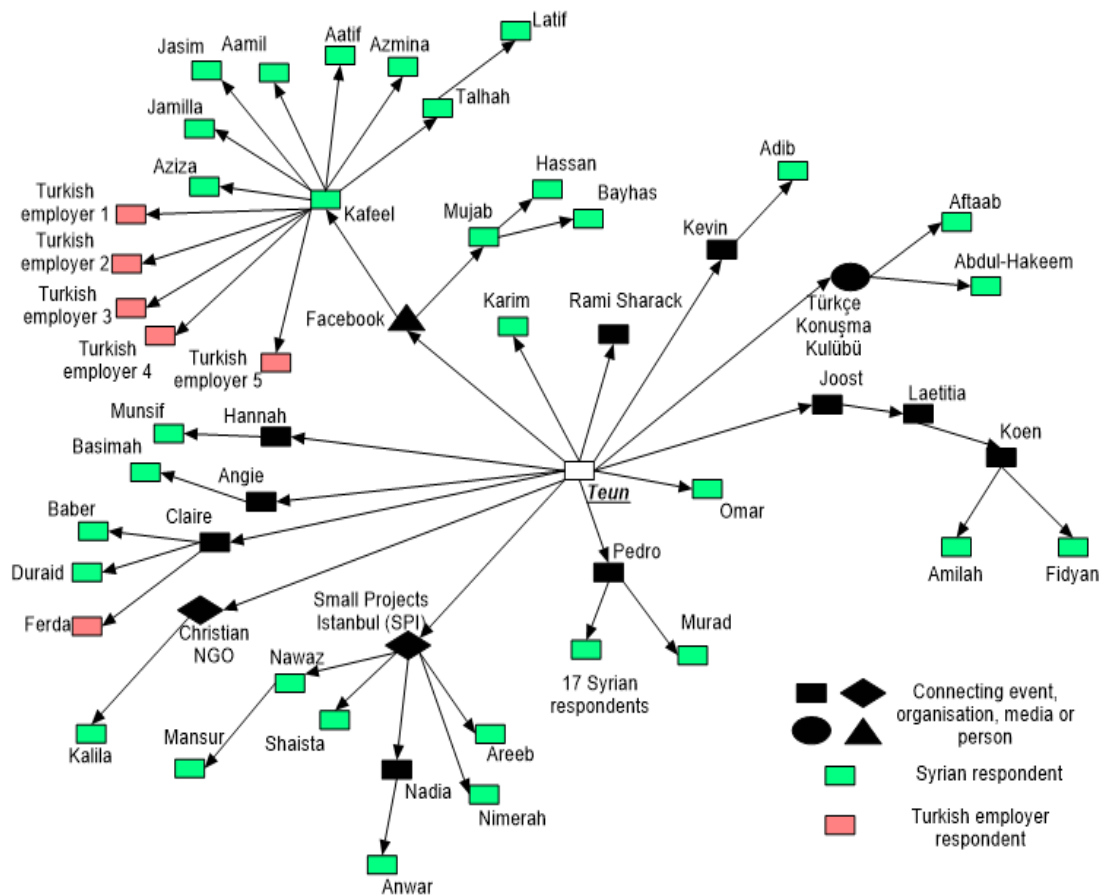 Latif
Aatif
Aamil
Azmina
Jasim
Talhah
Jamilla
Adib
Hassan
Aziza
Bayhas
Turkish
employer 1
Kafeel
Mujab
Aftaab
Kevin
Turkish
employer 2
Abdul-Hakeem
Turkish
employer 3
Facebook
Karim
Rami Sharack
Türkçe
Konuşma
Kulübü
Turkish
employer 4
Turkish
employer 5
Joost
Laetitia
Munsif
Hannah
Koen
Basimah
Angie
Teun
Omar
Baber
Claire
Pedro
Duraid
Amilah
Fidyan
Small Projects
Istanbul (SPI)
Ferda
Christian
NGO
Murad
Nawaz
17 Syrian
respondents
Connecting event,
organisation, media or
person
Kalila
Mansur
Shaista
Areeb
Syrian respondent
Nadia
Nimerah
Turkish employer
respondent
Anwar